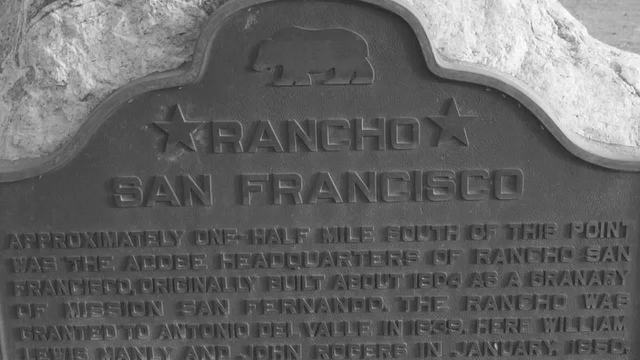 RANCHO
SAN FRANCISCO
APPROXIMATELY ONE-HALF MILE SOUTH OF THIS POINT
WAS THE ADOBE HEADQUARTERS OF RANCHO SAN
FRANCISCO, ORIGINALLY BUILT ABOUT 1804 AS A GRANARY
OF MISSION SAN FERNANDO. THE RANCHO WAS
GRANTED TO ANTONIO DEL VALLE IN 1839. HERE WILLIAM
LEWIS MANLY AND JOHN ROGERS IN JANUARY, 1850,